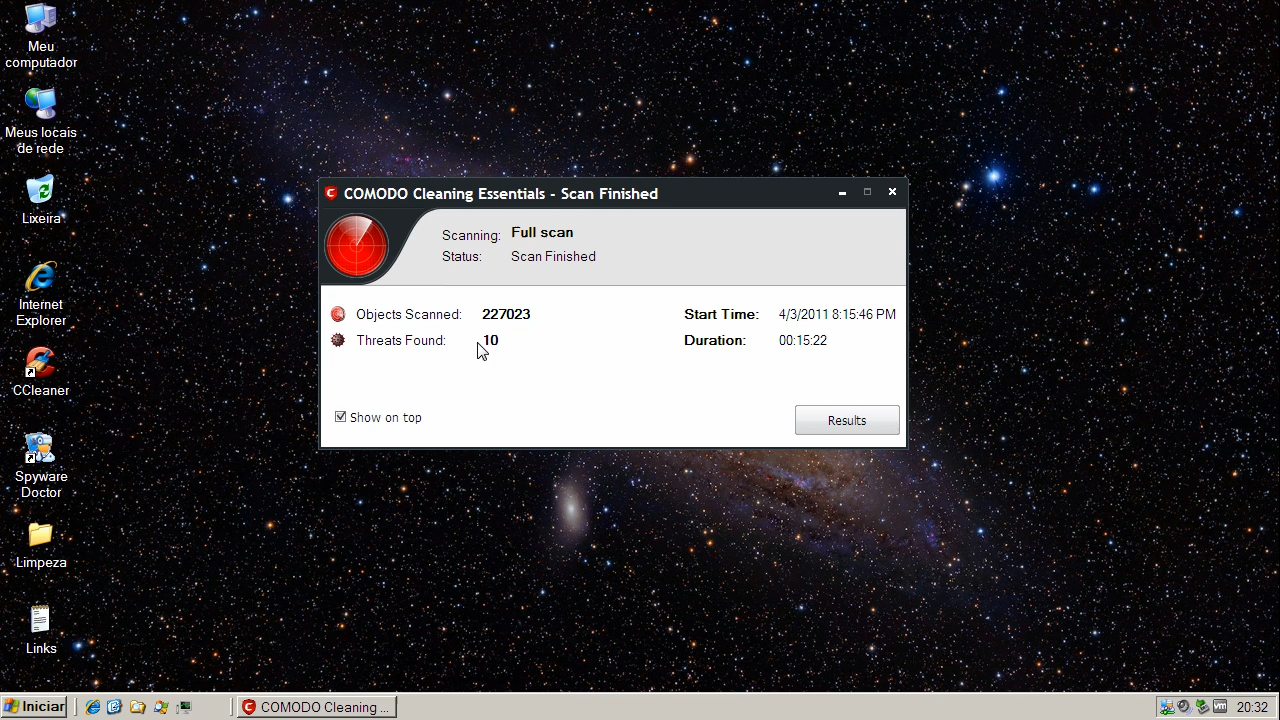 Meu
computador
Meus locais
de rede
Lixeira
Internet
Explorer
CCleaner
Spyware
Doctor
Limpeza
Links
COMODO Cleaning Essentials - Scan Finished
Scanning: Full scan
Status: Scan Finished
Objects Scanned: 227023
Start Time: 4/3/2011 8:15:46 PM
Threats Found: 10
Duration: 00:15:22
Show on top
Results
Iniciar
COMODO Cleaning ...
vm
20:32